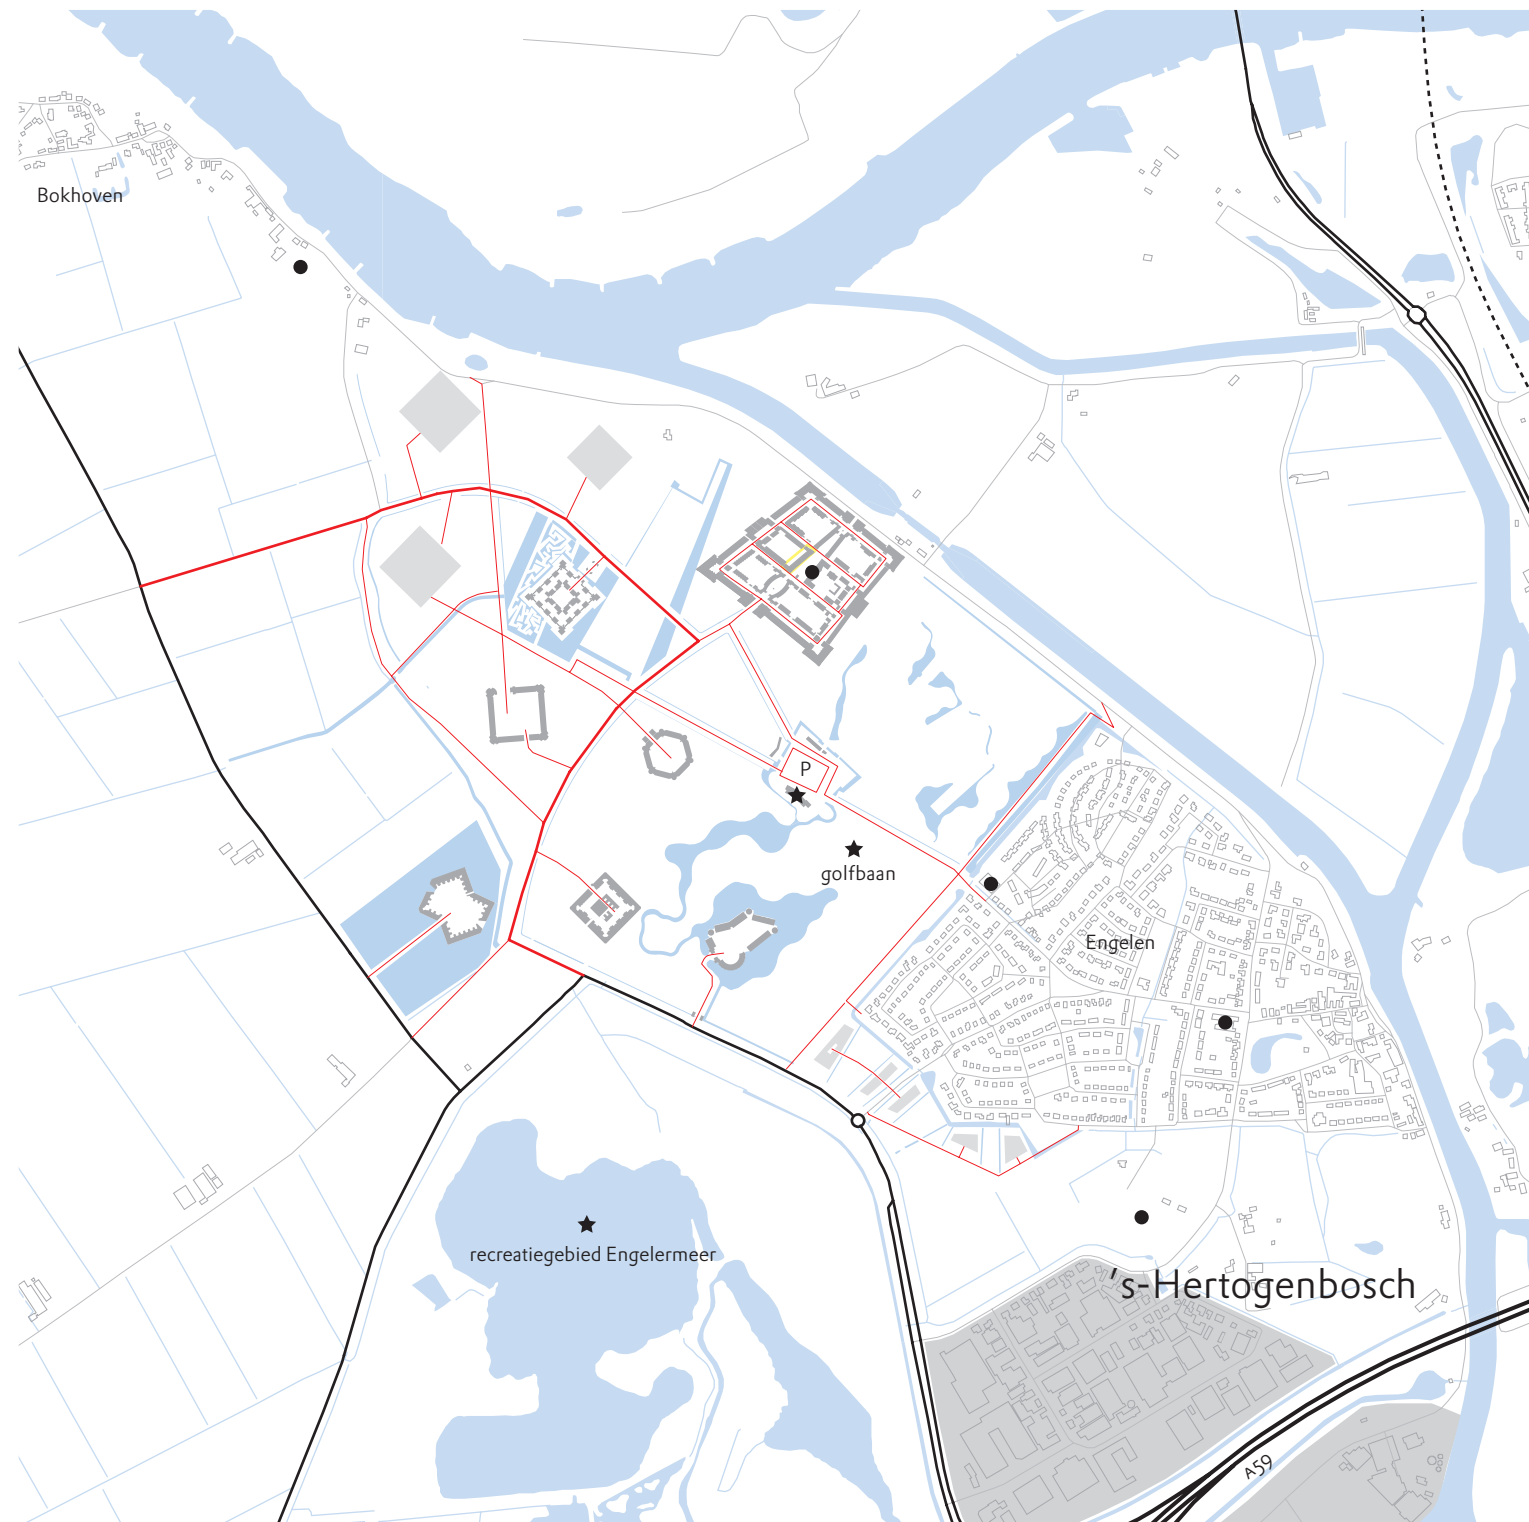 Bokhoven
P
golfbaan
Engelen
recreatiegebied Engelermeer
's-Hertogenbosch
A59